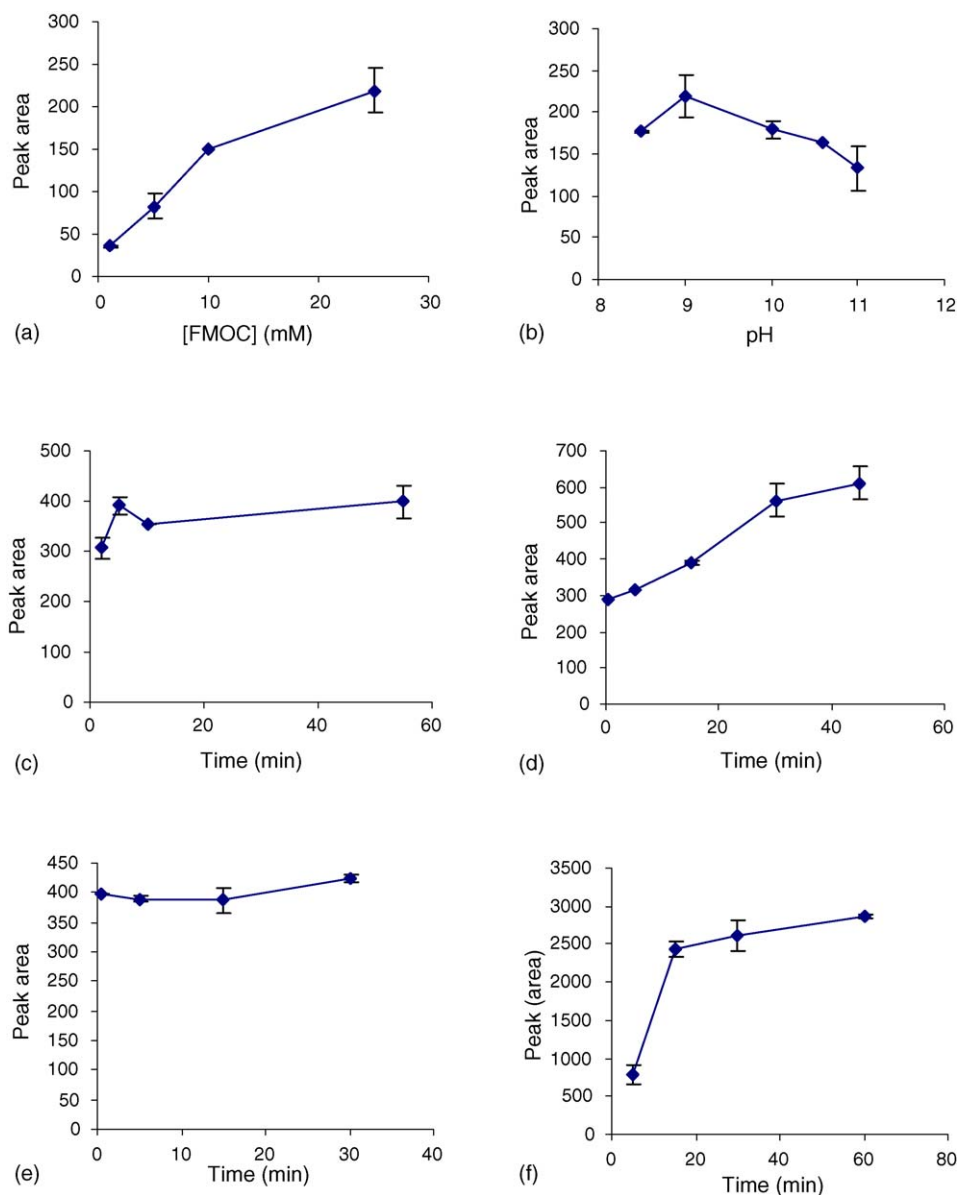 300
250
200
150
100
50
0
Peak area
0 10 20 30
(a) [FMOC] (mM)
300
250
200
150
100
50
0
Peak area
8 9 10 11 12
(b) pH
500
400
300
200
100
0
Peak area
0 20 40 60
(c) Time (min)
700
600
500
400
300
200
100
0
Peak area
0 20 40 60
(d) Time (min)
450
400
350
300
250
200
150
100
50
0
Peak area
0 10 20 30 40
(e) Time (min)
3500
3000
2500
2000
1500
1000
500
0
Peak (area)
0 20 40 60 80
(f) Time (min)